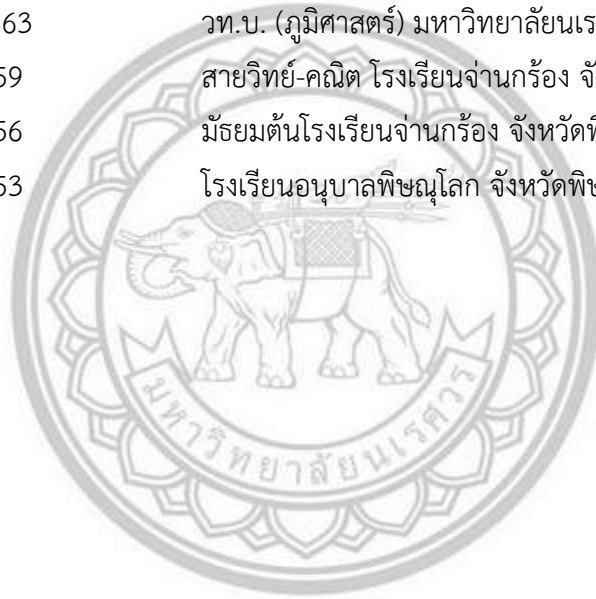 63 วท.บ. (ภูมิศาสตร์) มหาวิทยาลัยนเร
59 สายวิทย์-คณิต โรงเรียนจ่านกร้อง จั
56 มัธยมต้นโรงเรียนจ่านกร้อง จังหวัดพิ
53 โรงเรียนอนุบาลพิษณุโลก จังหวัดพิษ
มหาวิทยาลัยนเรศวร